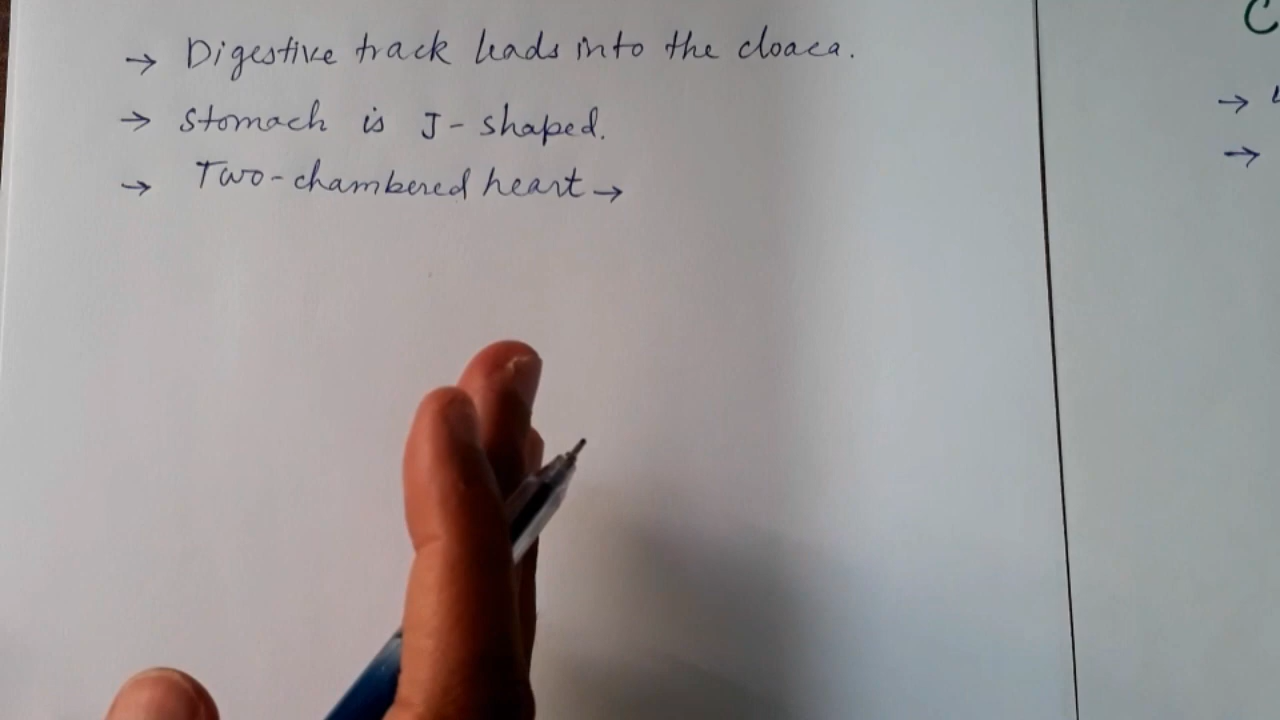 → Digestive track leads into the cloaca.
→ Stomach is J-shaped.
→ Two-chambered heart →
C
→
→